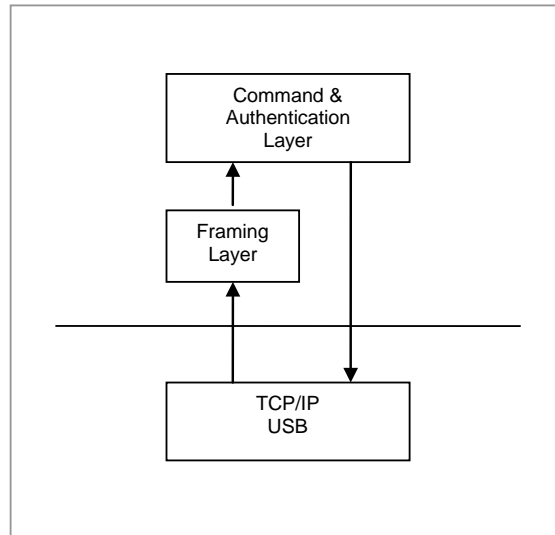 Command &
Authentication
Layer
Framing
Layer
TCP/IP
USB